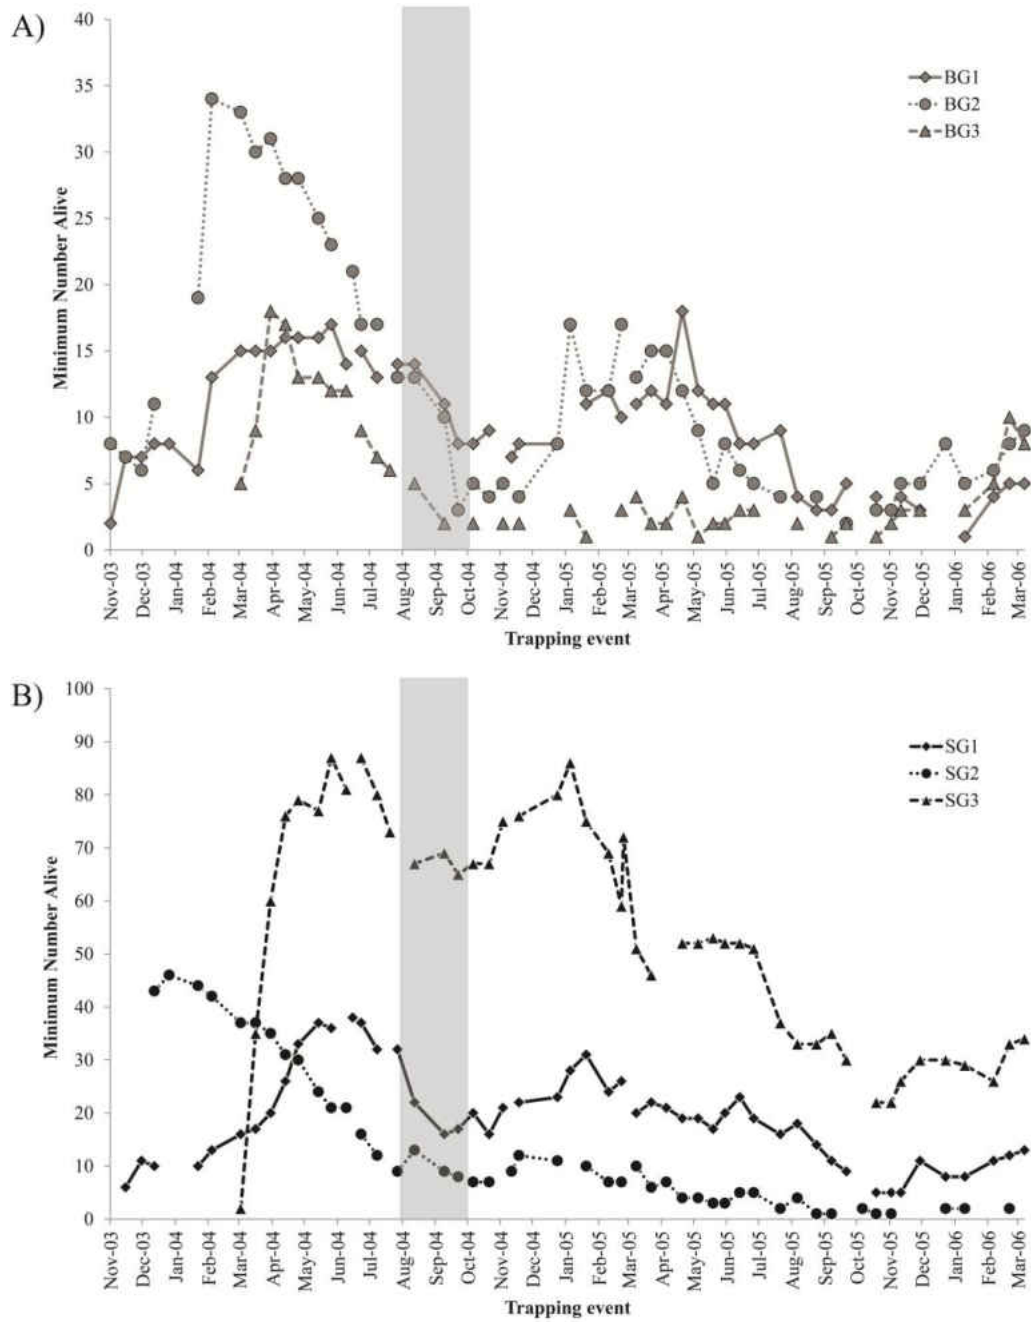 A)
40
35
30
25
20
15
10
5
0
Minimum Number Alive
BG1
BG2
BG3
Nov-03
Dec-03
Jan-04
Feb-04
Mar-04
Apr-04
May-04
Jun-04
Jul-04
Aug-04
Sep-04
Oct-04
Nov-04
Dec-04
Jan-05
Feb-05
Mar-05
Apr-05
May-05
Jun-05
Jul-05
Aug-05
Sep-05
Oct-05
Nov-05
Dec-05
Jan-06
Feb-06
Mar-06
Trapping event
B)
100
90
80
70
60
50
40
30
20
10
0
Minimum Number Alive
SG1
SG2
SG3
Nov-03
Dec-03
Jan-04
Feb-04
Mar-04
Apr-04
May-04
Jun-04
Jul-04
Aug-04
Sep-04
Oct-04
Nov-04
Dec-04
Jan-05
Feb-05
Mar-05
Apr-05
May-05
Jun-05
Jul-05
Aug-05
Sep-05
Oct-05
Nov-05
Dec-05
Jan-06
Feb-06
Mar-06
Trapping event